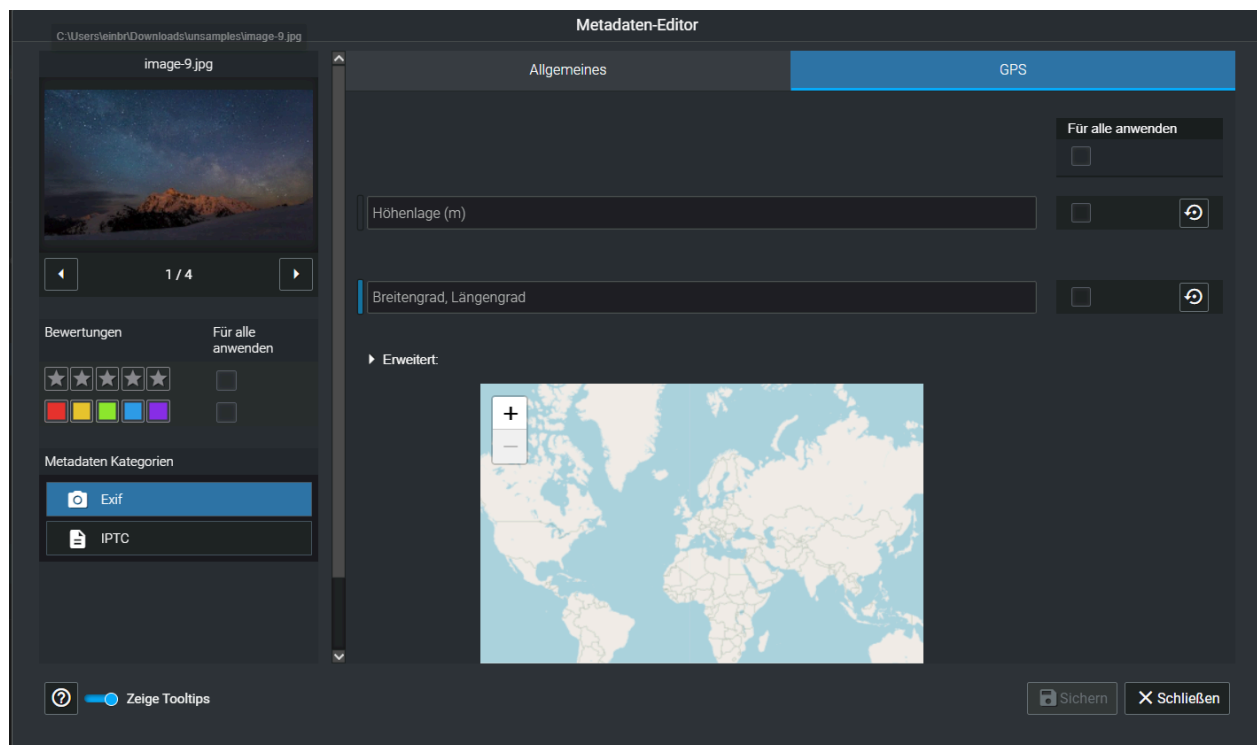 Metadaten-Editor
C:\Users\einbr\Downloads\unsamples\image-9.jpg
image-9.jpg
1 / 4
Bewertungen
Für alle
anwenden
Metadaten Kategorien
Exif
IPTC
Allgemeines
GPS
Für alle anwenden
Höhenlage (m)
Breitengrad, Längengrad
Erweitert:
+
−
Zeige Tooltips
Sichern
Schließen